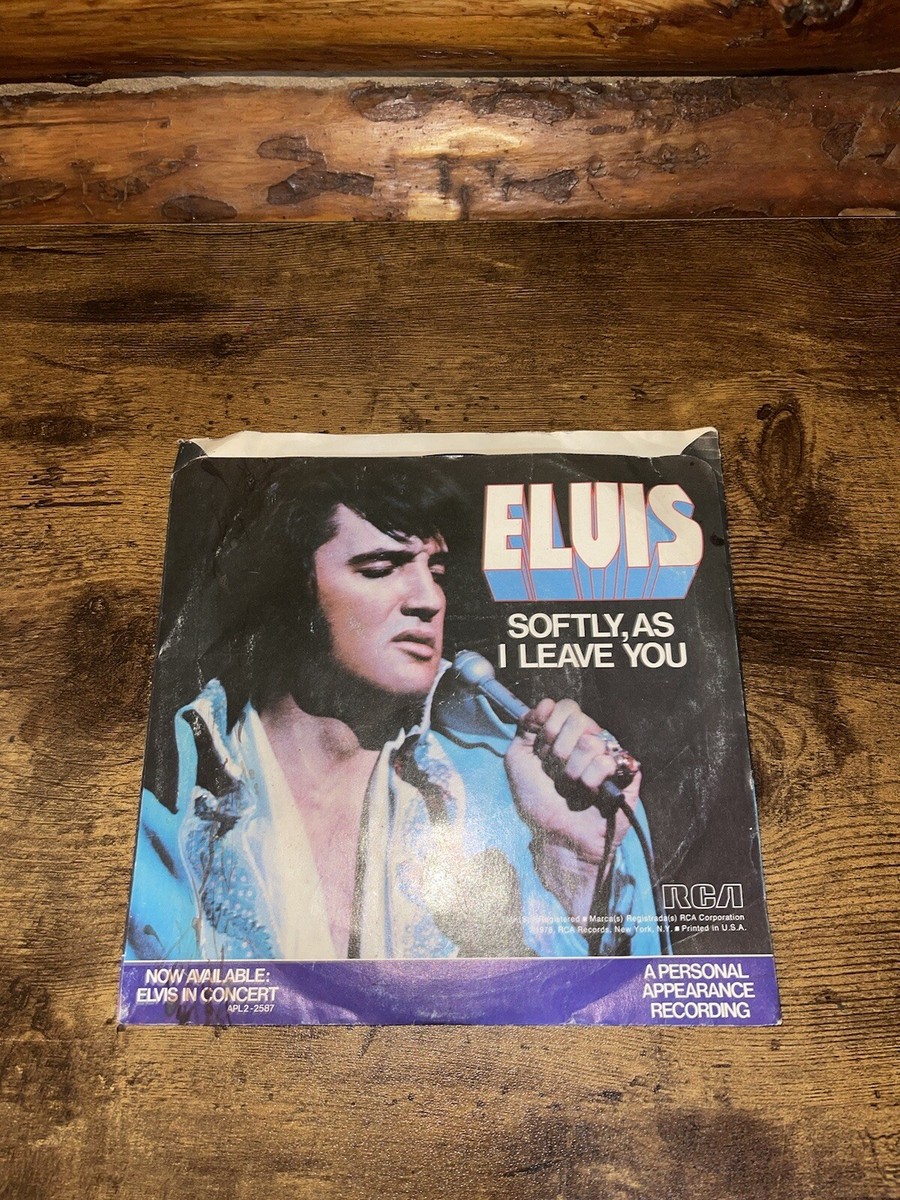 ELVIS
SOFTLY, AS
I LEAVE YOU
RCA
Registered ■ Marca(s) Registrada(s) RCA Corporation
1978, RCA Records, New York, N.Y. ■ Printed in U.S.A.
NOW AVAILABLE:
ELVIS IN CONCERT
APL2-2587
A PERSONAL
APPEARANCE
RECORDING